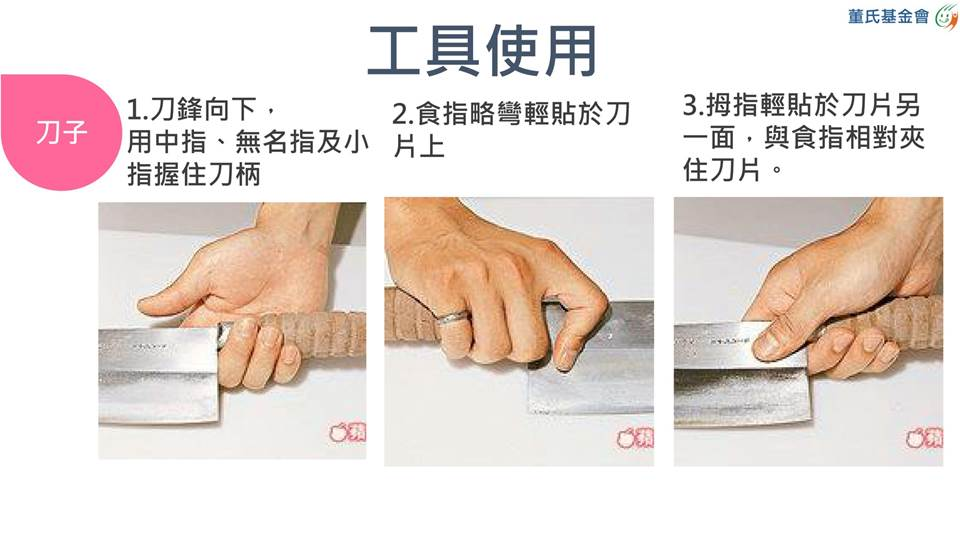 董氏基金會
工具使用
刀子
1.刀鋒向下，
用中指、無名指及小
指握住刀柄
2.食指略彎輕貼於刀
片上
3.拇指輕貼於刀片另
一面，與食指相對夾
住刀片。
蘋
蘋
蘋